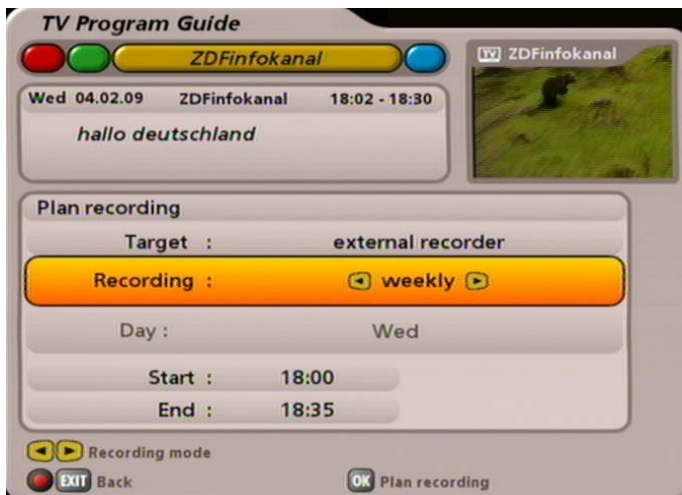 TV Program Guide
ZDFinfokanal
TV ZDFinfokanal
Wed 04.02.09 ZDFinfokanal 18:02 - 18:30
hallo deutschland
Plan recording
Target : external recorder
Recording : weekly
Day : Wed
Start : 18:00
End : 18:35
Recording mode
EXIT Back
OK Plan recording